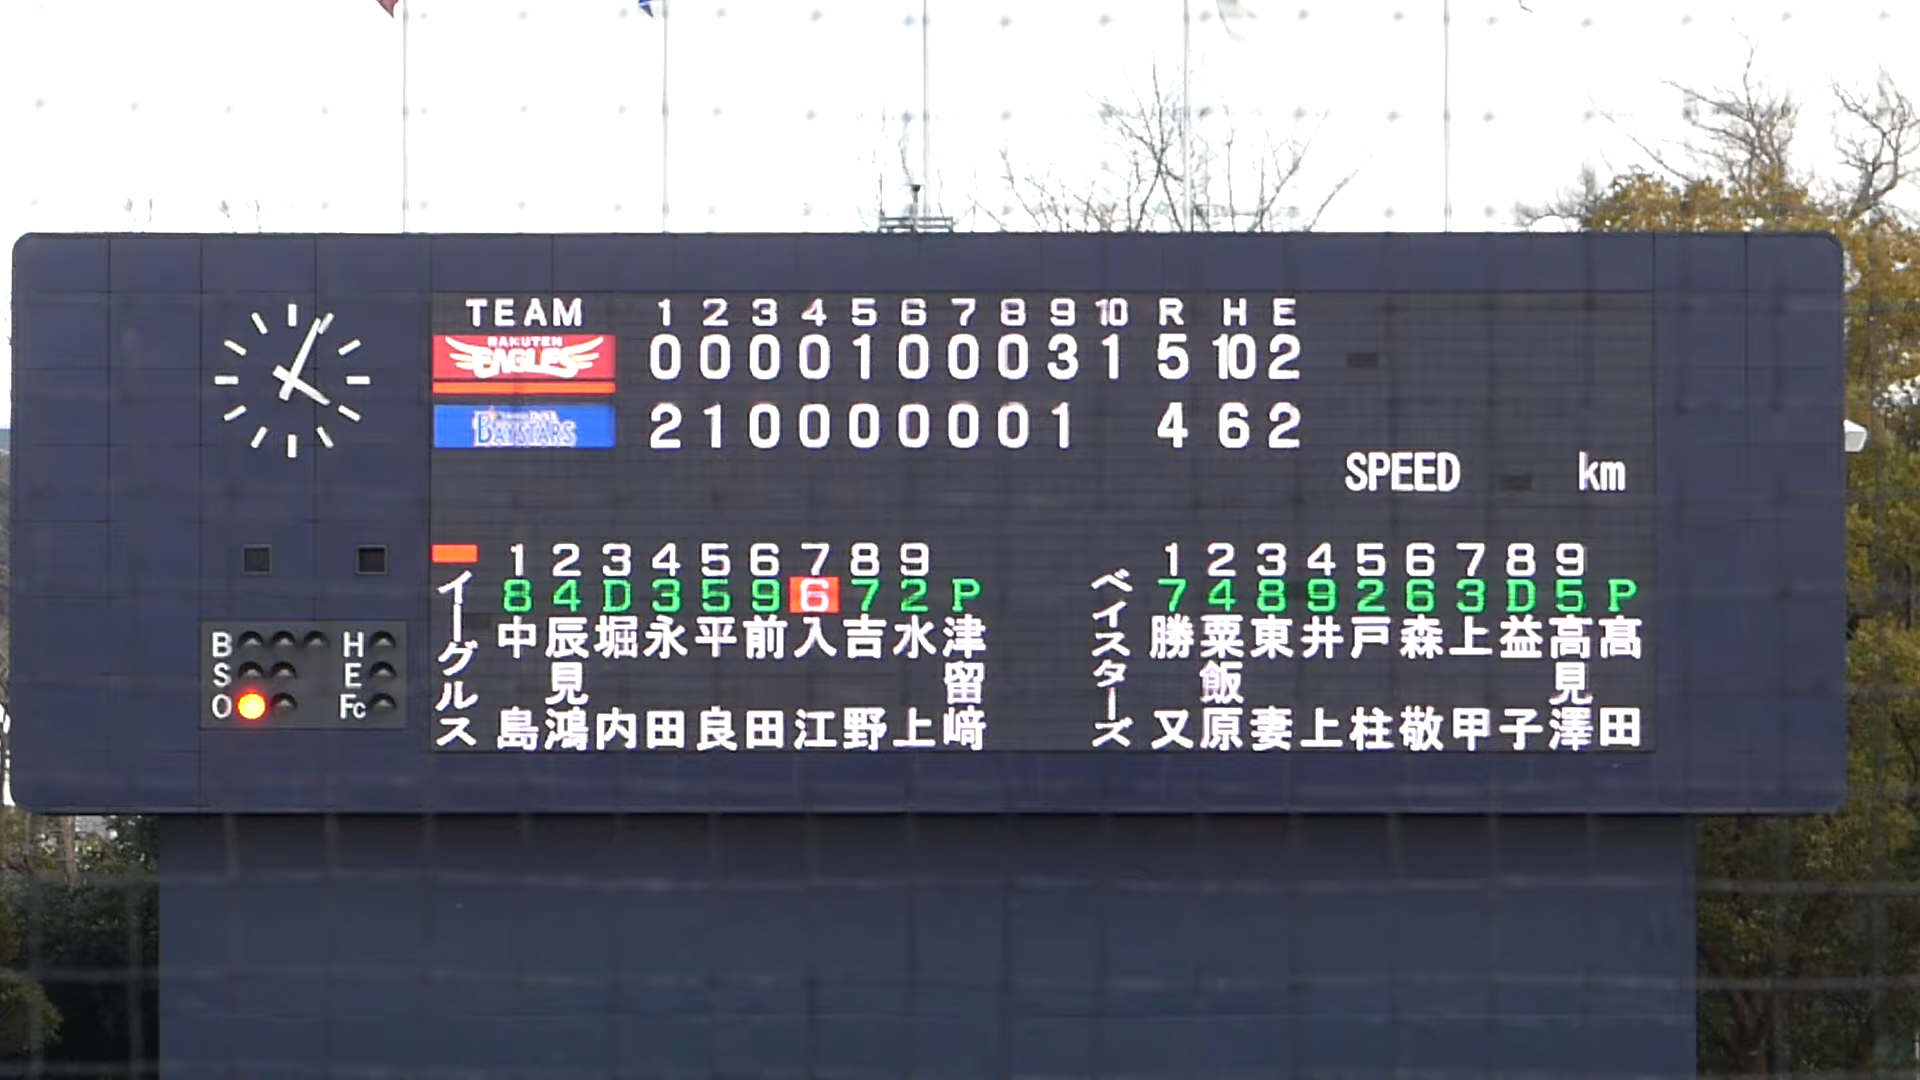 TEAM 1 2 3 4 5 6 7 8 9 10 R H E
RAKUTEN
EAGLES 0 0 0 0 1 0 0 0 3 1 5 10 2
BAYSTARS 2 1 0 0 0 0 0 0 1 4 6 2
SPEED km
B H
S E
O Fc
イーグルス
1 2 3 4 5 6 7 8 9
8 4 D 3 5 9 6 7 2 P
中島
辰見鴻
堀内
永田
平良
前田
入江
吉野
水上
津留﨑
ベイスターズ
1 2 3 4 5 6 7 8 9
7 4 8 9 2 6 3 D 5 P
勝又
粟飯原
東妻
井上
戸柱
森敬
上甲
益子
高見澤
髙田